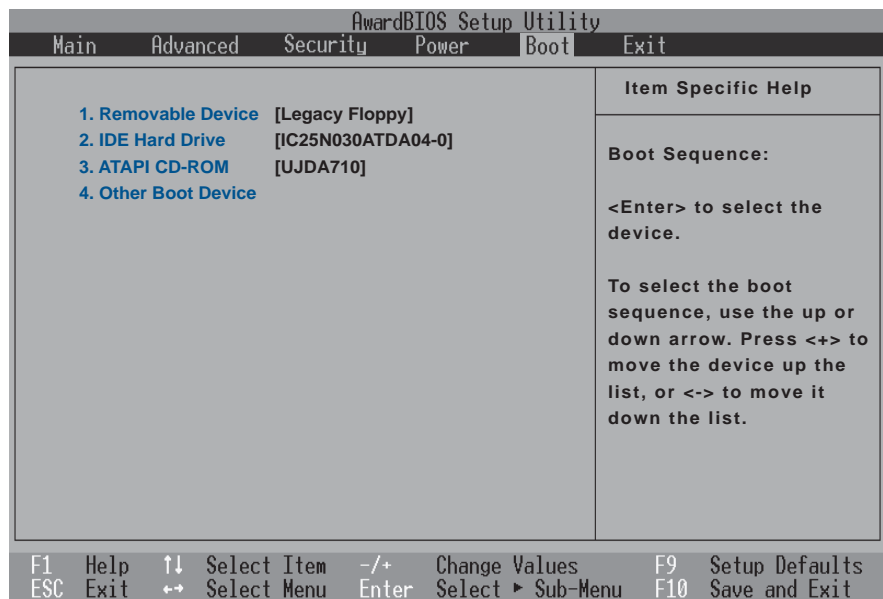 AwardBIOS Setup Utility
Main Advanced Security Power Boot Exit
1. Removable Device [Legacy Floppy]
2. IDE Hard Drive [IC25N030ATDA04-0]
3. ATAPI CD-ROM [UJDA710]
4. Other Boot Device
Item Specific Help
Boot Sequence:
<Enter> to select the
device.
To select the boot
sequence, use the up or
down arrow. Press <+> to
move the device up the
list, or <-> to move it
down the list.
F1 Help ↑↓ Select Item -/+ Change Values F9 Setup Defaults
ESC Exit ←→ Select Menu Enter Select ▶ Sub-Menu F10 Save and Exit